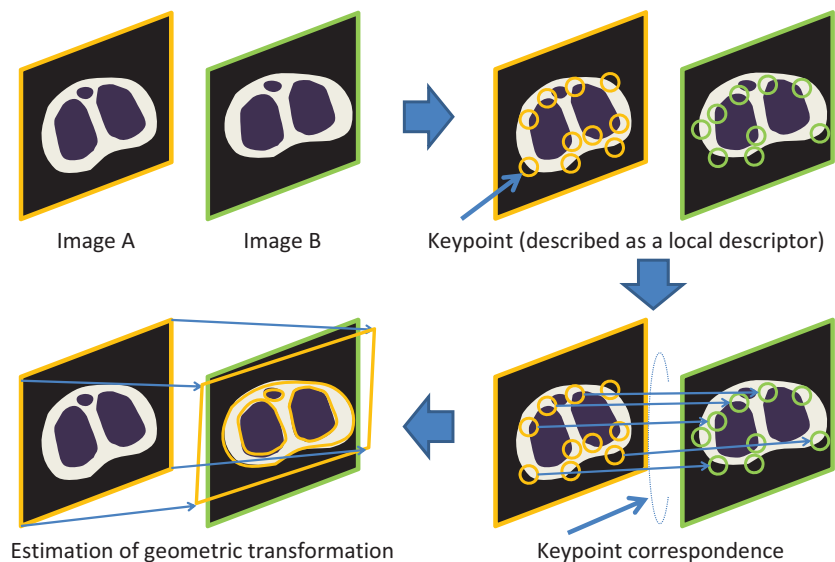 Image A
Image B
Keypoint (described as a local descriptor)
Estimation of geometric transformation
Keypoint correspondence